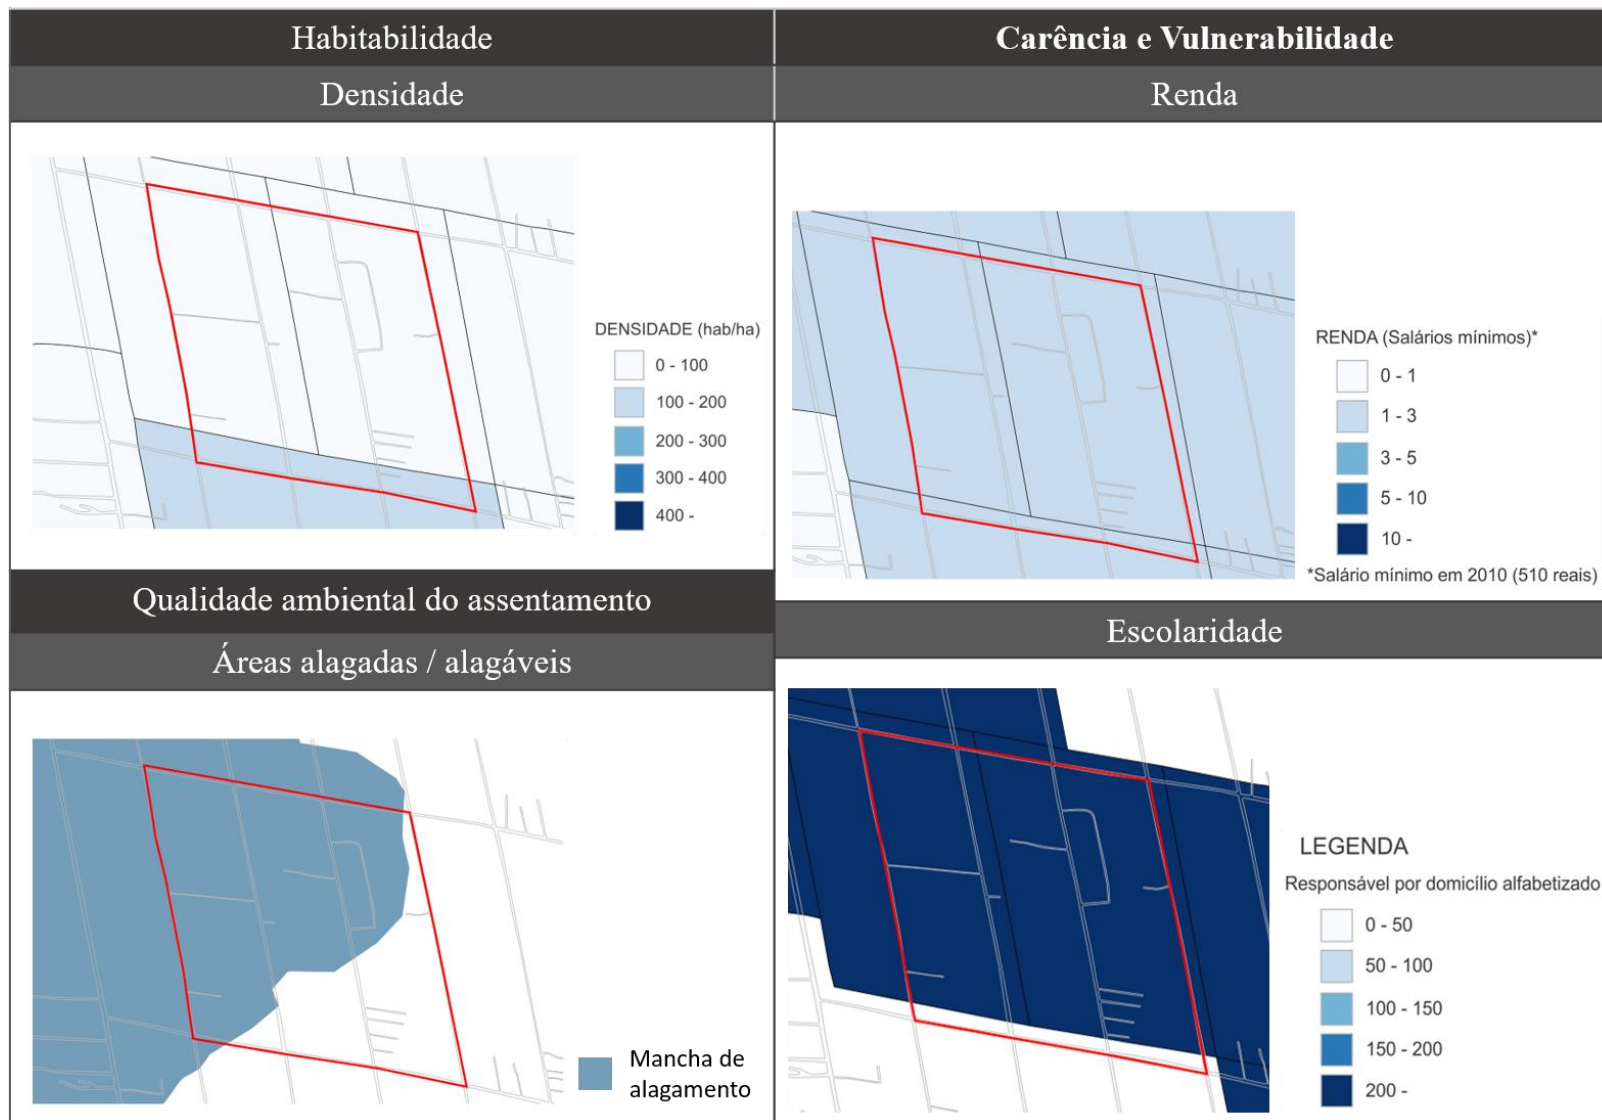 Habitabilidade
Densidade
DENSIDADE (hab/ha)
0 - 100
100 - 200
200 - 300
300 - 400
400 -
Qualidade ambiental do assentamento
Áreas alagadas / alagáveis
Mancha de
alagamento
Carência e Vulnerabilidade
Renda
RENDA (Salários mínimos)*
0 - 1
1 - 3
3 - 5
5 - 10
10 -
*Salário mínimo em 2010 (510 reais)
Escolaridade
LEGENDA
Responsável por domicílio alfabetizado
0 - 50
50 - 100
100 - 150
150 - 200
200 -